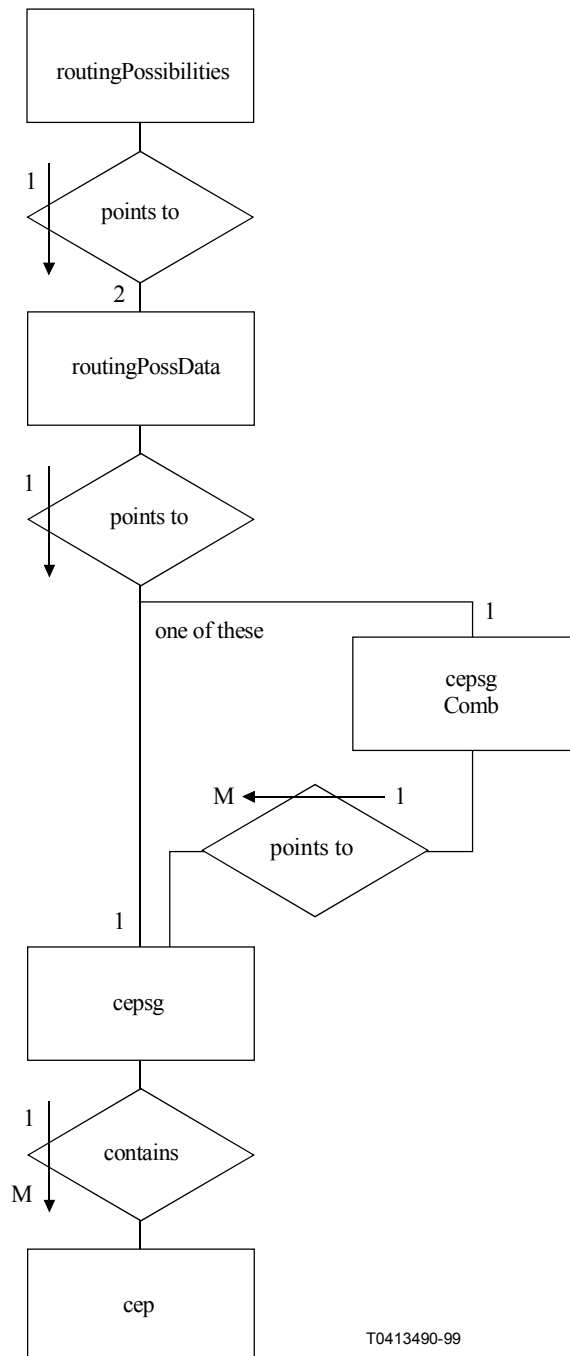 routingPossibilities
1
points to
2
routingPossData
1
points to
one of these
1
cepsg
Comb
M
1
points to
1
cepsg
1
contains
M
cep
T0413490-99